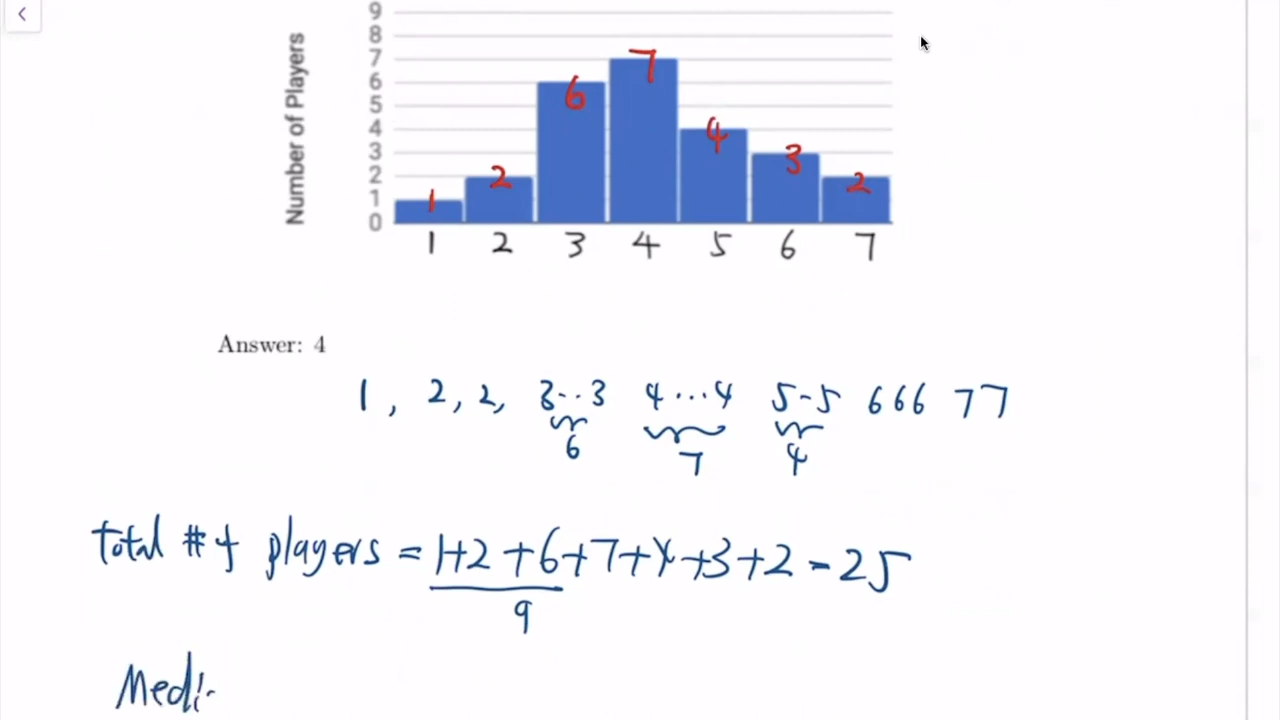 9
8
7
6
5
4
3
2
1
0
Number of Players
1 2 6 7 4 3 2
1 2 3 4 5 6 7
Answer: 4
1, 2, 2, 3..3 4...4 5-5 666 77
6 7 4
total # of players = 1+2+6+7+4+3+2 = 25
9
Medi-